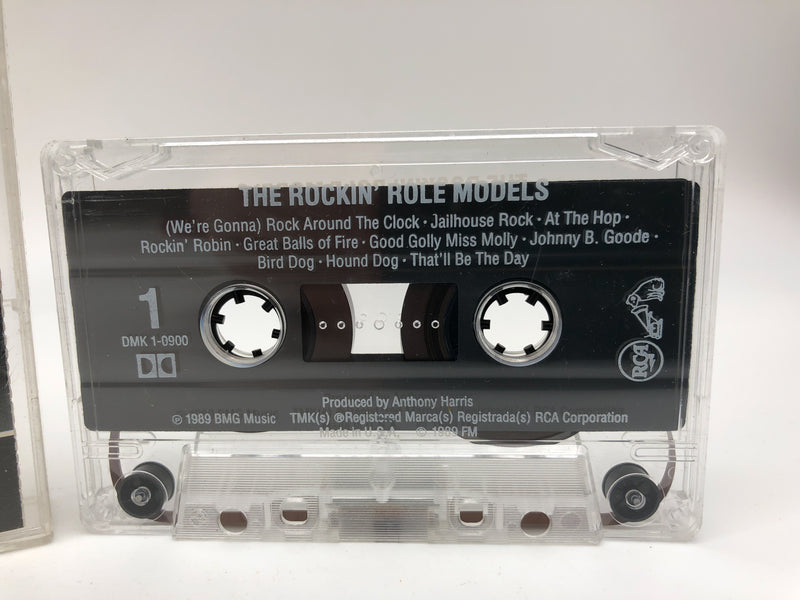 THE ROCKIN' ROLE MODELS
(We're Gonna) Rock Around The Clock · Jailhouse Rock · At The Hop ·
Rockin' Robin · Great Balls of Fire · Good Golly Miss Molly · Johnny B. Goode ·
Bird Dog · Hound Dog · That'll Be The Day
1
DMK 1-0900
RCA
Produced by Anthony Harris
℗ 1989 BMG Music TMK(s) ®Registered Marca(s) Registrada(s) RCA Corporation
Made in U.S.A. © 1989 FM